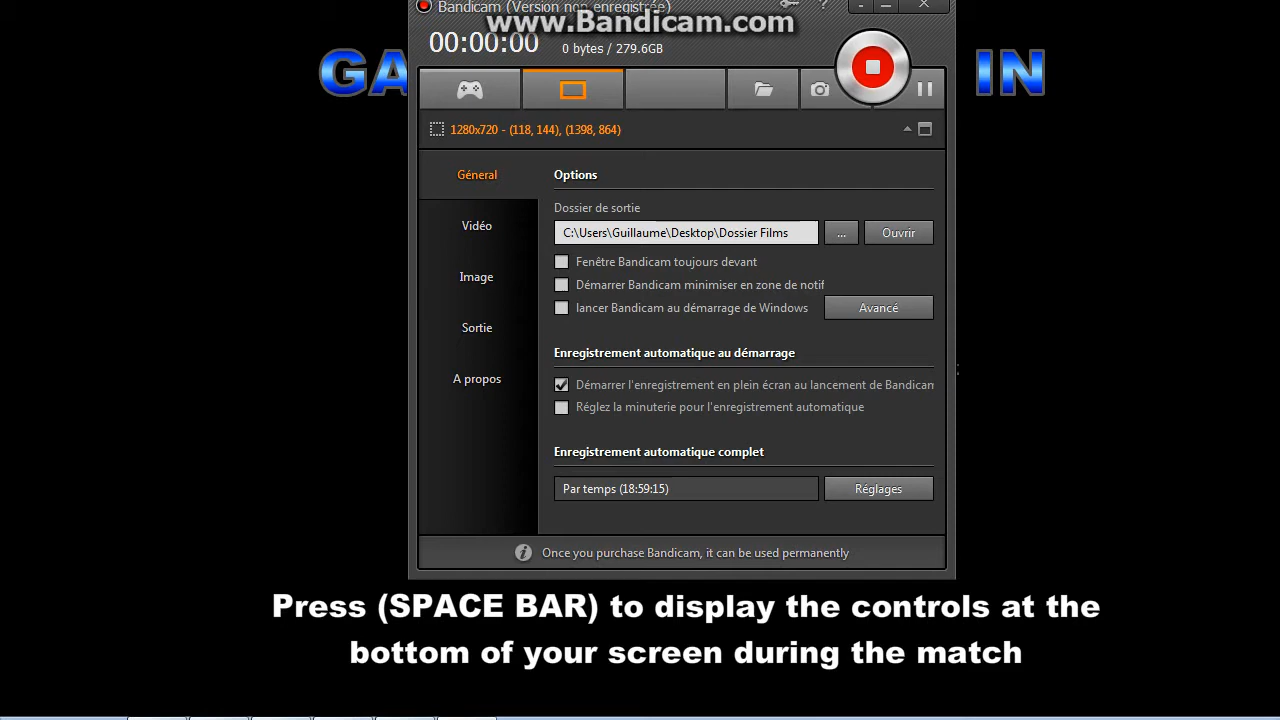 Bandicam (Version non enregistrée)
www.Bandicam.com
00:00:00 0 bytes / 279.6GB
GA IN
1280x720 - (118, 144), (1398, 864)
Géneral
Options
Dossier de sortie
Vidéo
C:\Users\Guillaume\Desktop\Dossier Films ... Ouvrir
Fenêtre Bandicam toujours devant
Image
Démarrer Bandicam minimiser en zone de notif
lancer Bandicam au démarrage de Windows Avancé
Sortie
Enregistrement automatique au démarrage
A propos
Démarrer l'enregistrement en plein écran au lancement de Bandicam
Réglez la minuterie pour l'enregistrement automatique
Enregistrement automatique complet
Par temps (18:59:15) Réglages
Once you purchase Bandicam, it can be used permanently
Press (SPACE BAR) to display the controls at the
bottom of your screen during the match